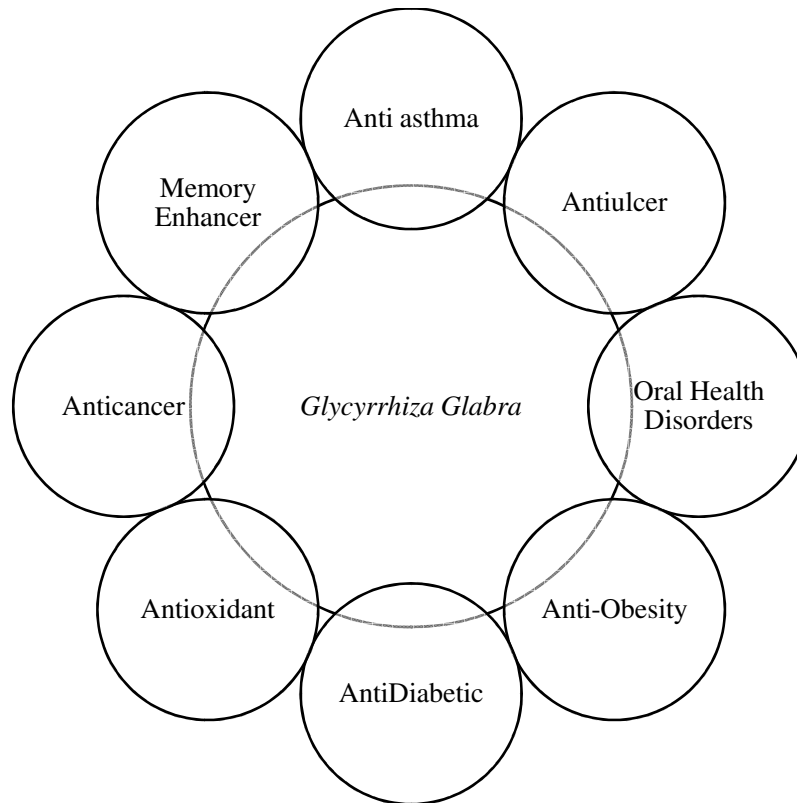 Anti asthma
Memory
Enhancer
Antiulcer
Anticancer
Glycyrrhiza Glabra
Oral Health
Disorders
Antioxidant
Anti-Obesity
AntiDiabetic